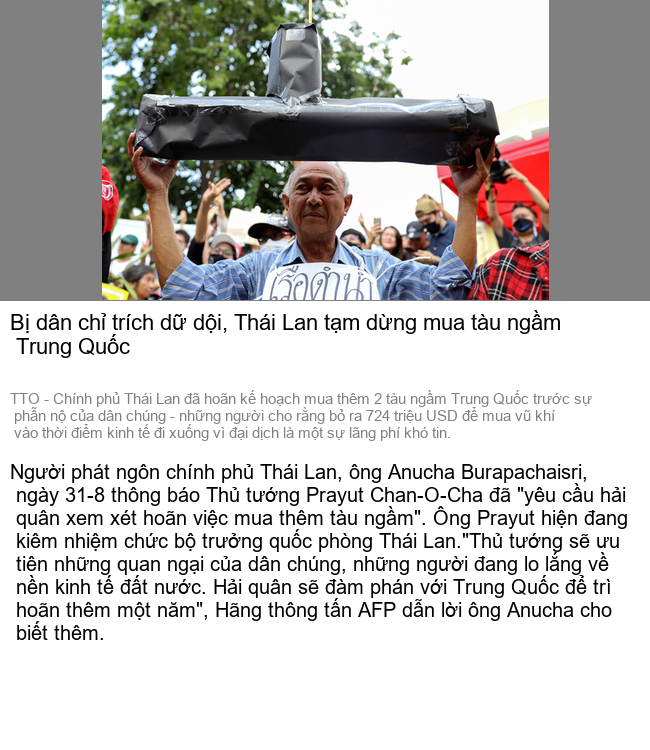 เรือดำน้ำ
Bị dân chỉ trích dữ dội, Thái Lan tạm dừng mua tàu ngầm
Trung Quốc
TTO - Chính phủ Thái Lan đã hoãn kế hoạch mua thêm 2 tàu ngầm Trung Quốc trước sự
phẫn nộ của dân chúng - những người cho rằng bỏ ra 724 triệu USD để mua vũ khí
vào thời điểm kinh tế đi xuống vì đại dịch là một sự lãng phí khó tin.
Người phát ngôn chính phủ Thái Lan, ông Anucha Burapachaisri,
ngày 31-8 thông báo Thủ tướng Prayut Chan-O-Cha đã "yêu cầu hải
quân xem xét hoãn việc mua thêm tàu ngầm". Ông Prayut hiện đang
kiêm nhiệm chức bộ trưởng quốc phòng Thái Lan."Thủ tướng sẽ ưu
tiên những quan ngại của dân chúng, những người đang lo lắng về
nền kinh tế đất nước. Hải quân sẽ đàm phán với Trung Quốc để trì
hoãn thêm một năm", Hãng thông tấn AFP dẫn lời ông Anucha cho
biết thêm.